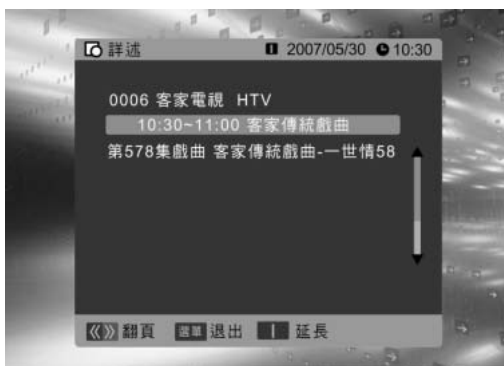 詳述 2007/05/30 10:30
0006 客家電視 HTV
10:30~11:00 客家傳統戲曲
第578集戲曲 客家傳統戲曲-一世情58
《》翻頁 選單 退出 延長